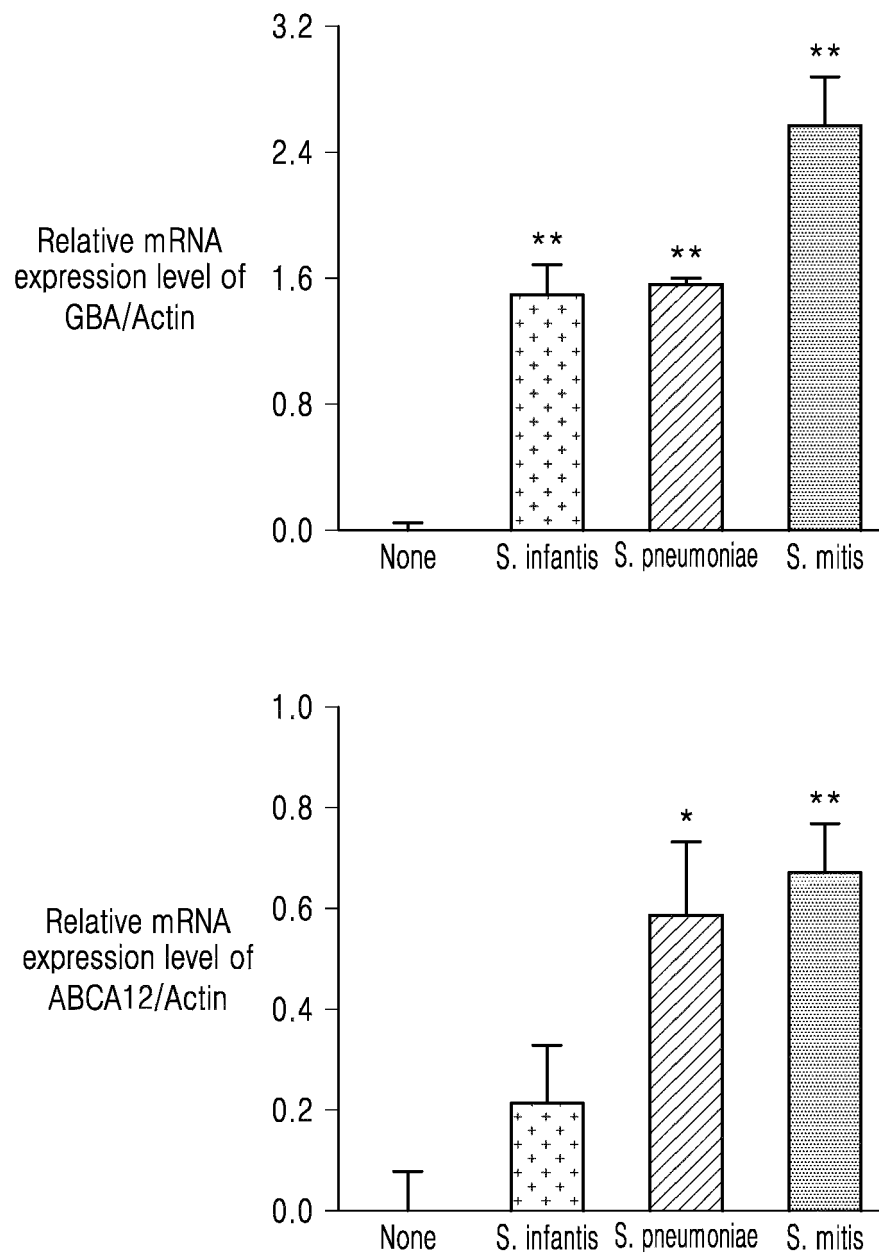 3.2
2.4
1.6
0.8
0.0
Relative mRNA
expression level of
GBA/Actin
**
**
**
None
S. infantis
S. pneumoniae
S. mitis
1.0
0.8
0.6
0.4
0.2
0.0
Relative mRNA
expression level of
ABCA12/Actin
*
**
None
S. infantis
S. pneumoniae
S. mitis